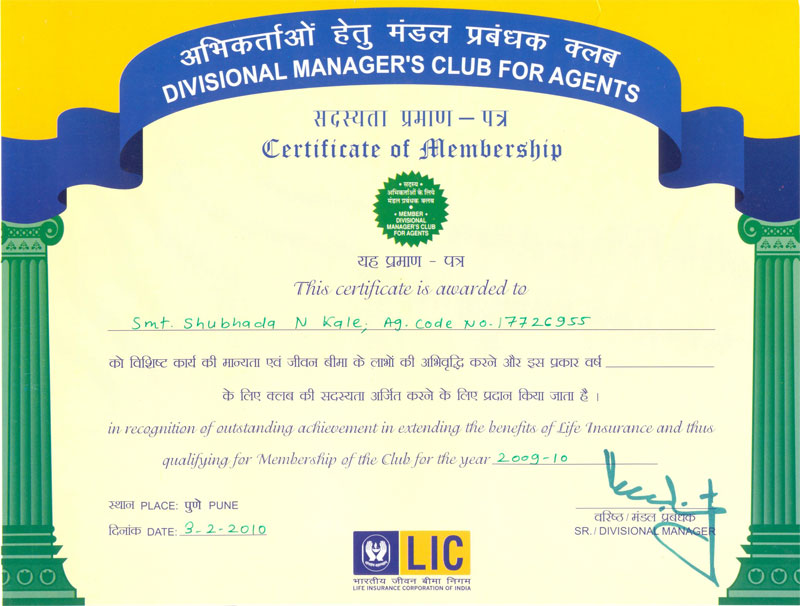 अभिकर्ताओं हेतु मंडल प्रबंधक क्लब
DIVISIONAL MANAGER'S CLUB FOR AGENTS
सदस्यता प्रमाण – पत्र
Certificate of Membership
सदस्य
अभिकर्ताओं के लिये
मंडल प्रबंधक क्लब
MEMBER
DIVISIONAL
MANAGER'S CLUB
FOR AGENTS
यह प्रमाण - पत्र
This certificate is awarded to
Smt. Shubhada N Kale, Ag. Code No. 17726955
को विशिष्ट कार्य की मान्यता एवं जीवन बीमा के लाभों की अभिवृद्धि करने और इस प्रकार वर्ष
के लिए क्लब की सदस्यता अर्जित करने के लिए प्रदान किया जाता है ।
in recognition of outstanding achievement in extending the benefits of Life Insurance and thus
qualifying for Membership of the Club for the year 2009-10
स्थान PLACE: पुणे PUNE
दिनांक DATE: 3-2-2010
वरिष्ठ / मंडल प्रबंधक
SR. / DIVISIONAL MANAGER
LIC
भारतीय जीवन बीमा निगम
LIFE INSURANCE CORPORATION OF INDIA